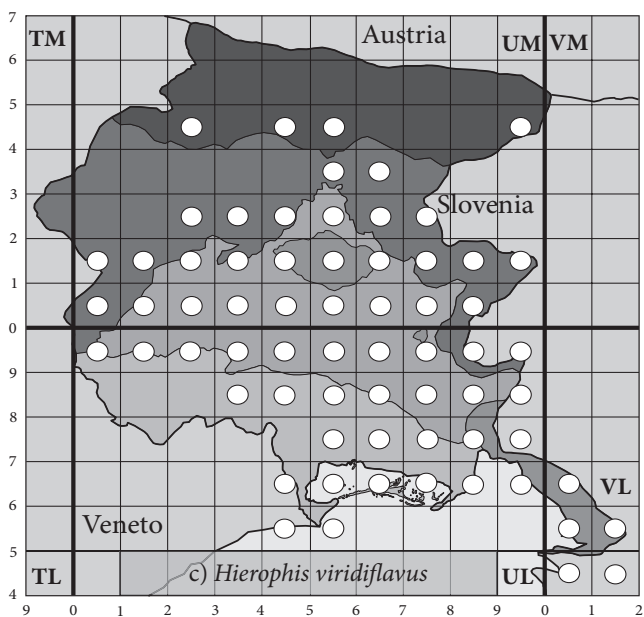 7
TM
Austria
UM
VM
6
5
4
3
Slovenia
2
1
0
9
8
7
VL
6
Veneto
5
TL
c) Hierophis viridiflavus
UL
4
9 0 1 2 3 4 5 6 7 8 9 0 1 2